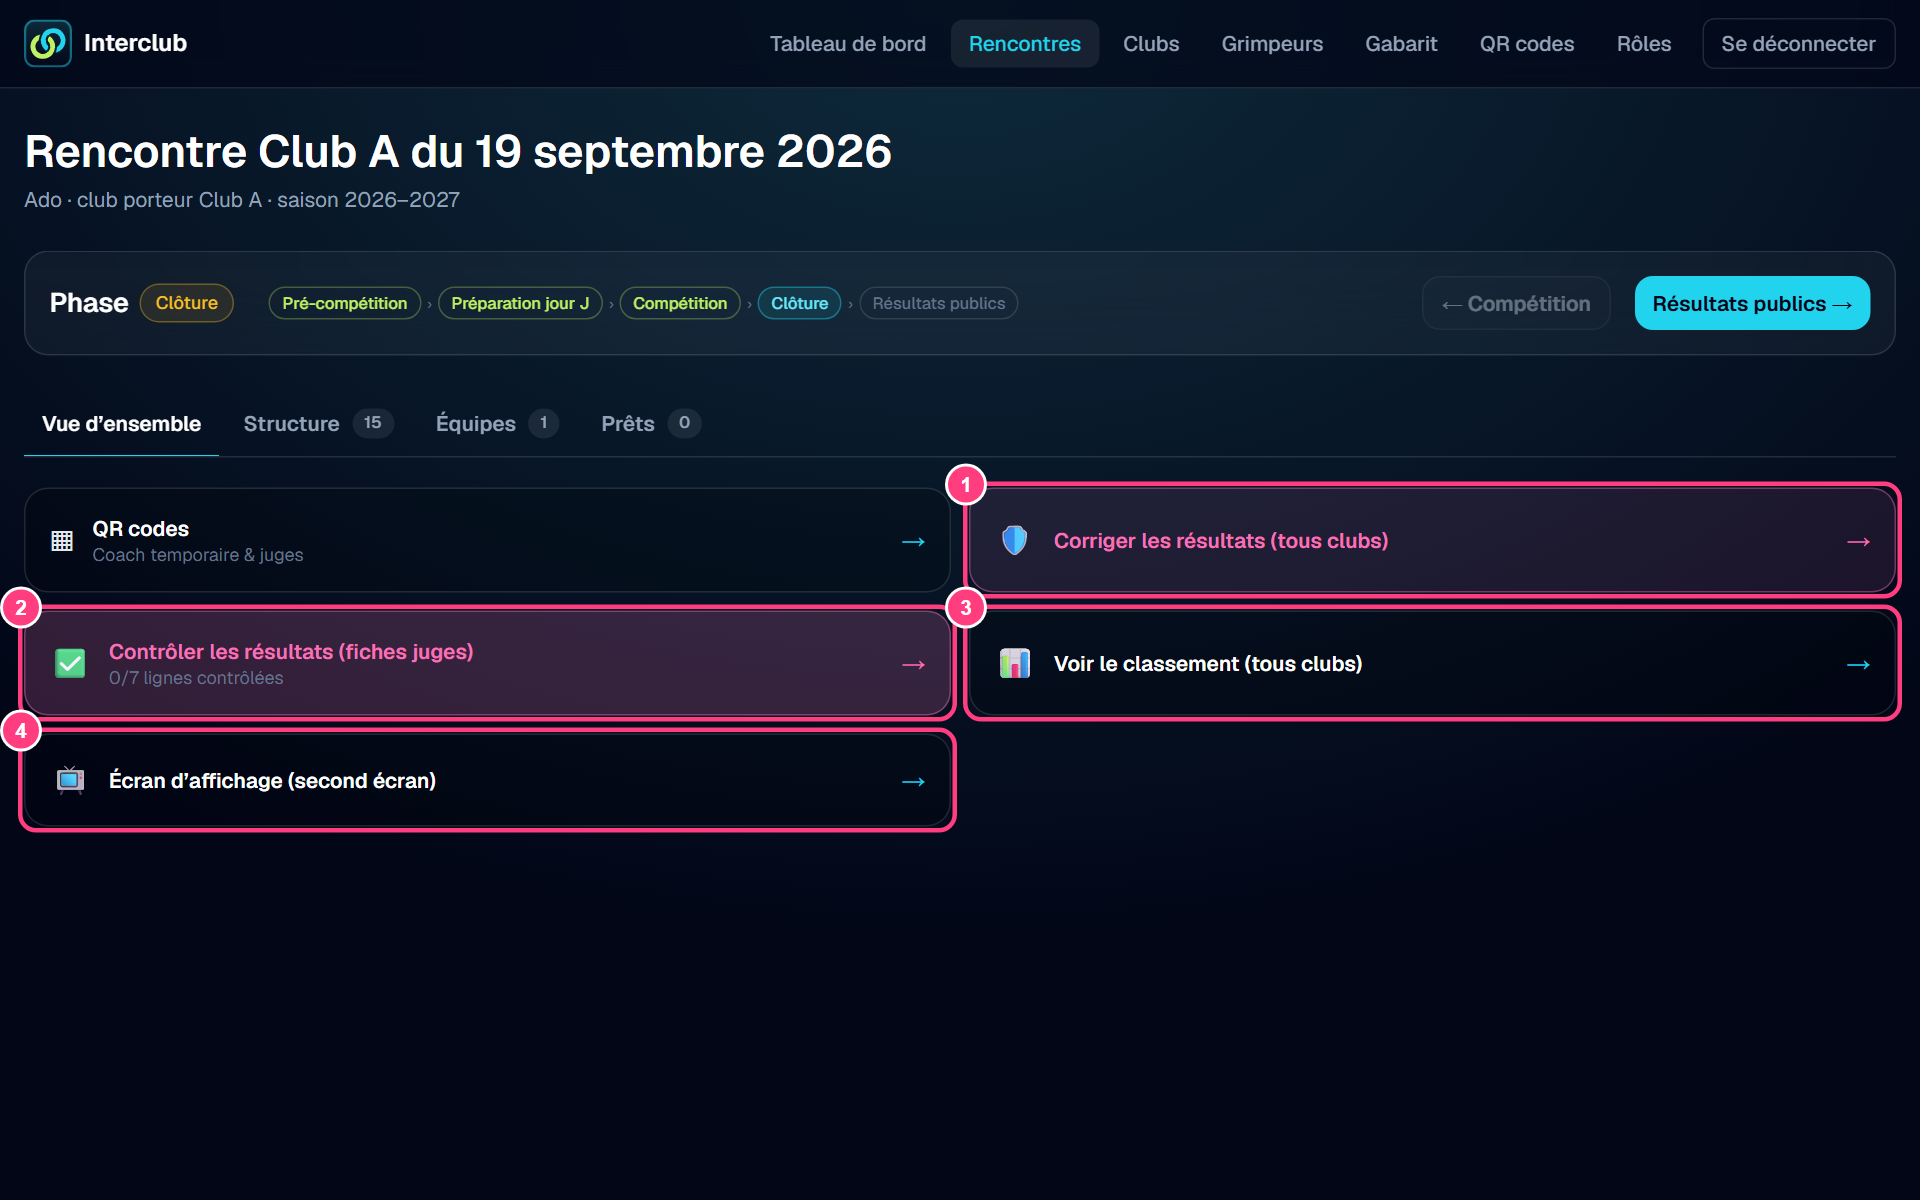 Interclub
Tableau de bord
Rencontres
Clubs
Grimpeurs
Gabarit
QR codes
Rôles
Se déconnecter
Rencontre Club A du 19 septembre 2026
Ado · club porteur Club A · saison 2026–2027
Phase
Clôture
Pré-compétition › Préparation jour J › Compétition › Clôture › Résultats publics
← Compétition
Résultats publics →
Vue d’ensemble
Structure 15
Équipes 1
Prêts 0
QR codes
Coach temporaire & juges
→
1
Corriger les résultats (tous clubs)
→
2
Contrôler les résultats (fiches juges)
0/7 lignes contrôlées
→
3
Voir le classement (tous clubs)
→
4
Écran d’affichage (second écran)
→